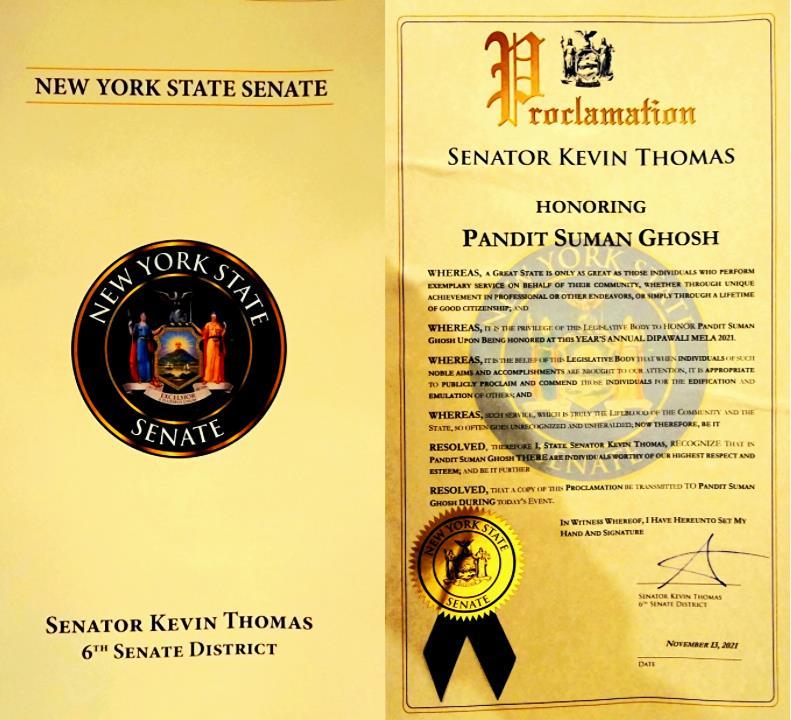 NEW YORK STATE SENATE
NEW YORK STATE
EXCELSIOR
SENATE
SENATOR KEVIN THOMAS
6TH SENATE DISTRICT
Proclamation
SENATOR KEVIN THOMAS
HONORING
PANDIT SUMAN GHOSH
WHEREAS, A GREAT STATE IS ONLY AS GREAT AS THOSE INDIVIDUALS WHO PERFORM
EXEMPLARY SERVICE ON BEHALF OF THEIR COMMUNITY, WHETHER THROUGH UNIQUE
ACHIEVEMENT IN PROFESSIONAL OR OTHER ENDEAVORS, OR SIMPLY THROUGH A LIFETIME
OF GOOD CITIZENSHIP; AND
WHEREAS, IT IS THE PRIVILEGE OF THIS LEGISLATIVE BODY TO HONOR PANDIT SUMAN
GHOSH UPON BEING HONORED AT THIS YEAR'S ANNUAL DIPAWALI MELA 2021.
WHEREAS, IT IS THE BELIEF OF THIS LEGISLATIVE BODY THAT WHEN INDIVIDUALS OF SUCH
NOBLE AIMS AND ACCOMPLISHMENTS ARE BROUGHT TO OUR ATTENTION, IT IS APPROPRIATE
TO PUBLICLY PROCLAIM AND COMMEND THOSE INDIVIDUALS FOR THE EDIFICATION AND
EMULATION OF OTHERS; AND
WHEREAS, SUCH SERVICE, WHICH IS TRULY THE LIFEBLOOD OF THE COMMUNITY AND THE
STATE, SO OFTEN GOES UNRECOGNIZED AND UNHERALDED; NOW THEREFORE, BE IT
RESOLVED, THEREFORE I, STATE SENATOR KEVIN THOMAS, RECOGNIZE THAT IN
PANDIT SUMAN GHOSH THERE ARE INDIVIDUALS WORTHY OF OUR HIGHEST RESPECT AND
ESTEEM; AND BE IT FURTHER
RESOLVED, THAT A COPY OF THIS PROCLAMATION BE TRANSMITTED TO PANDIT SUMAN
GHOSH DURING TODAY'S EVENT.
IN WITNESS WHEREOF, I HAVE HEREUNTO SET MY
HAND AND SIGNATURE
NEW YORK STATE
SENATE
SENATOR KEVIN THOMAS
6TH SENATE DISTRICT
NOVEMBER 13, 2021
DATE